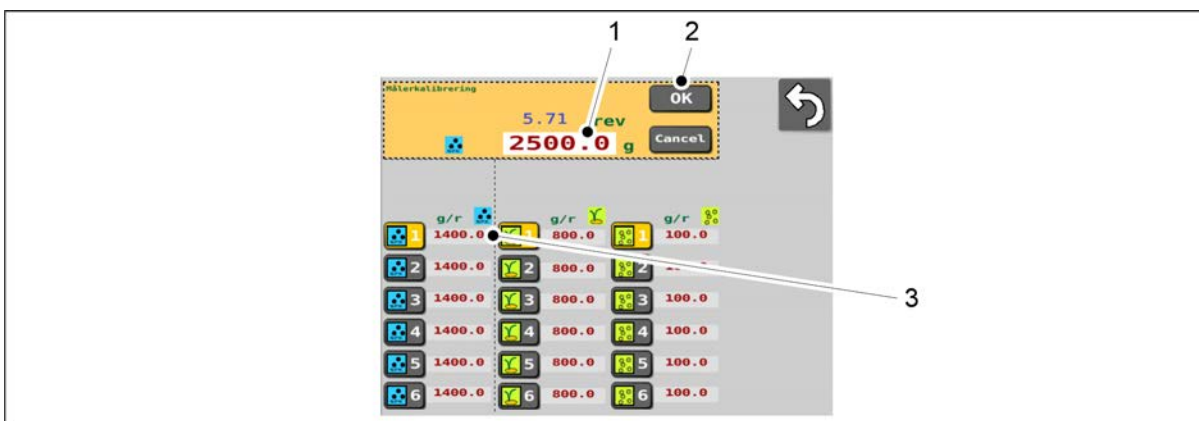 1 2
Målerkalibrering
OK
5.71 rev
2500.0 g Cancel
g/r g/r g/r
1 1400.0 1 800.0 1 100.0
2 1400.0 2 800.0 2
3 1400.0 3 800.0 3 100.0
3
4 1400.0 4 800.0 4 100.0
5 1400.0 5 800.0 5 100.0
6 1400.0 6 800.0 6 100.0